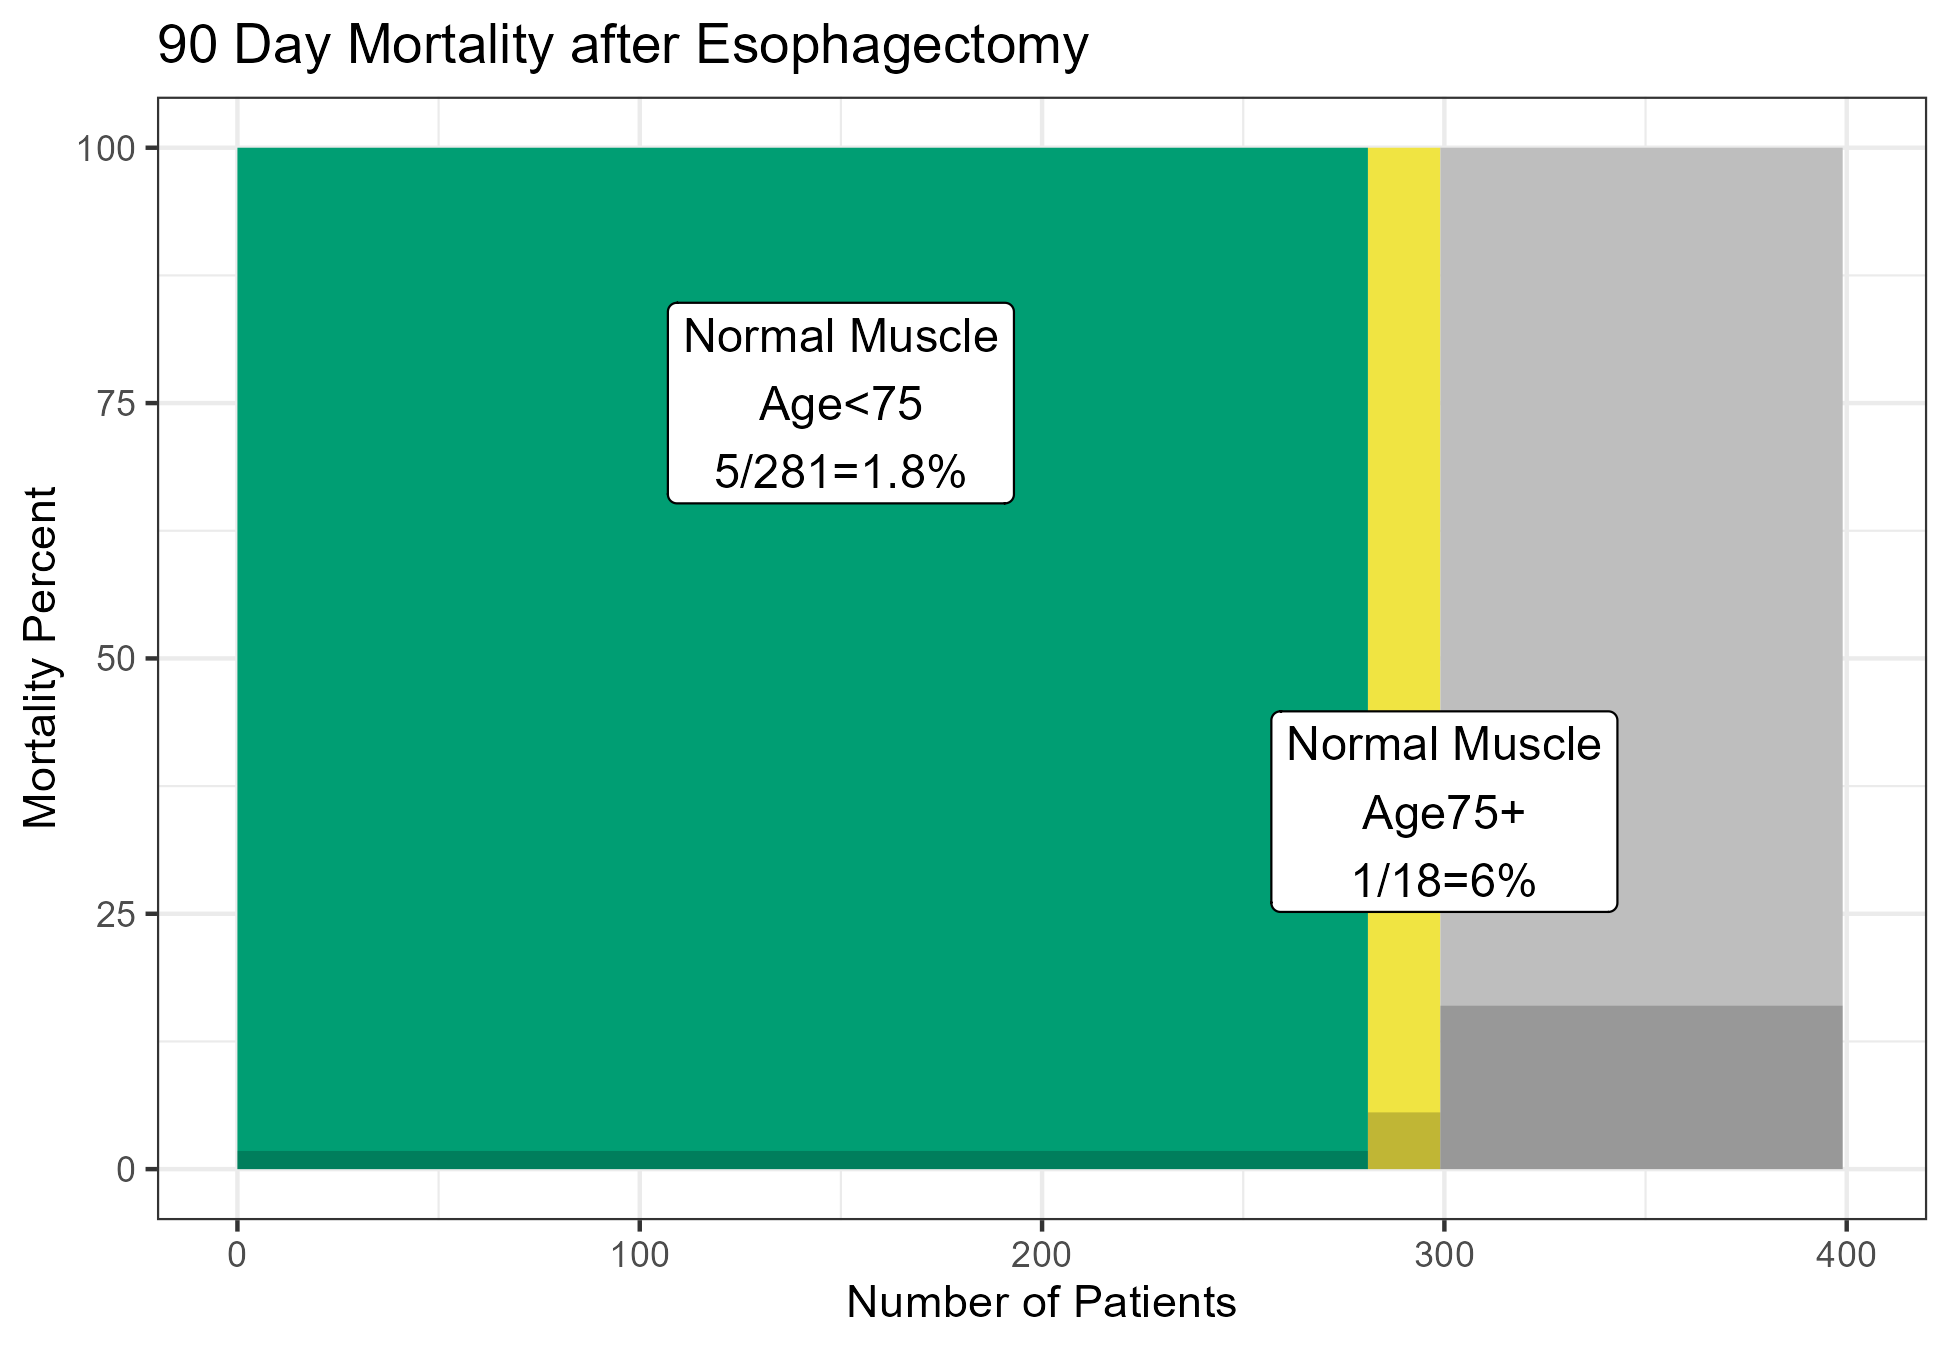 90 Day Mortality after Esophagectomy
Mortality Percent
100
75
50
25
0
Normal Muscle
Age<75
5/281=1.8%
Normal Muscle
Age75+
1/18=6%
0 100 200 300 400
Number of Patients